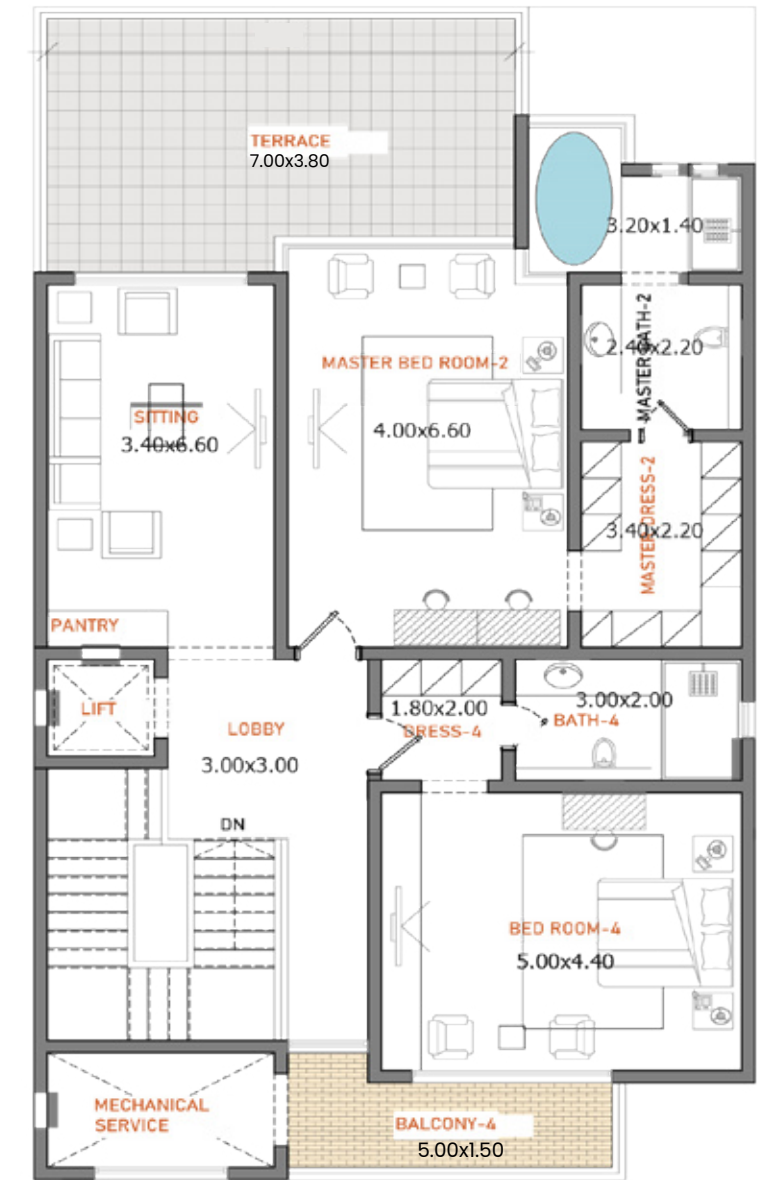 TERRACE
7.00x3.80
3.20x1.40
MASTER BATH-2
2.40x2.20
MASTER BED ROOM-2
4.00x6.60
SITTING
3.40x6.60
MASTER DRESS-2
3.40x2.20
PANTRY
LIFT
LOBBY
3.00x3.00
1.80x2.00
DRESS-4
3.00x2.00
BATH-4
DN
BED ROOM-4
5.00x4.40
MECHANICAL
SERVICE
BALCONY-4
5.00x1.50